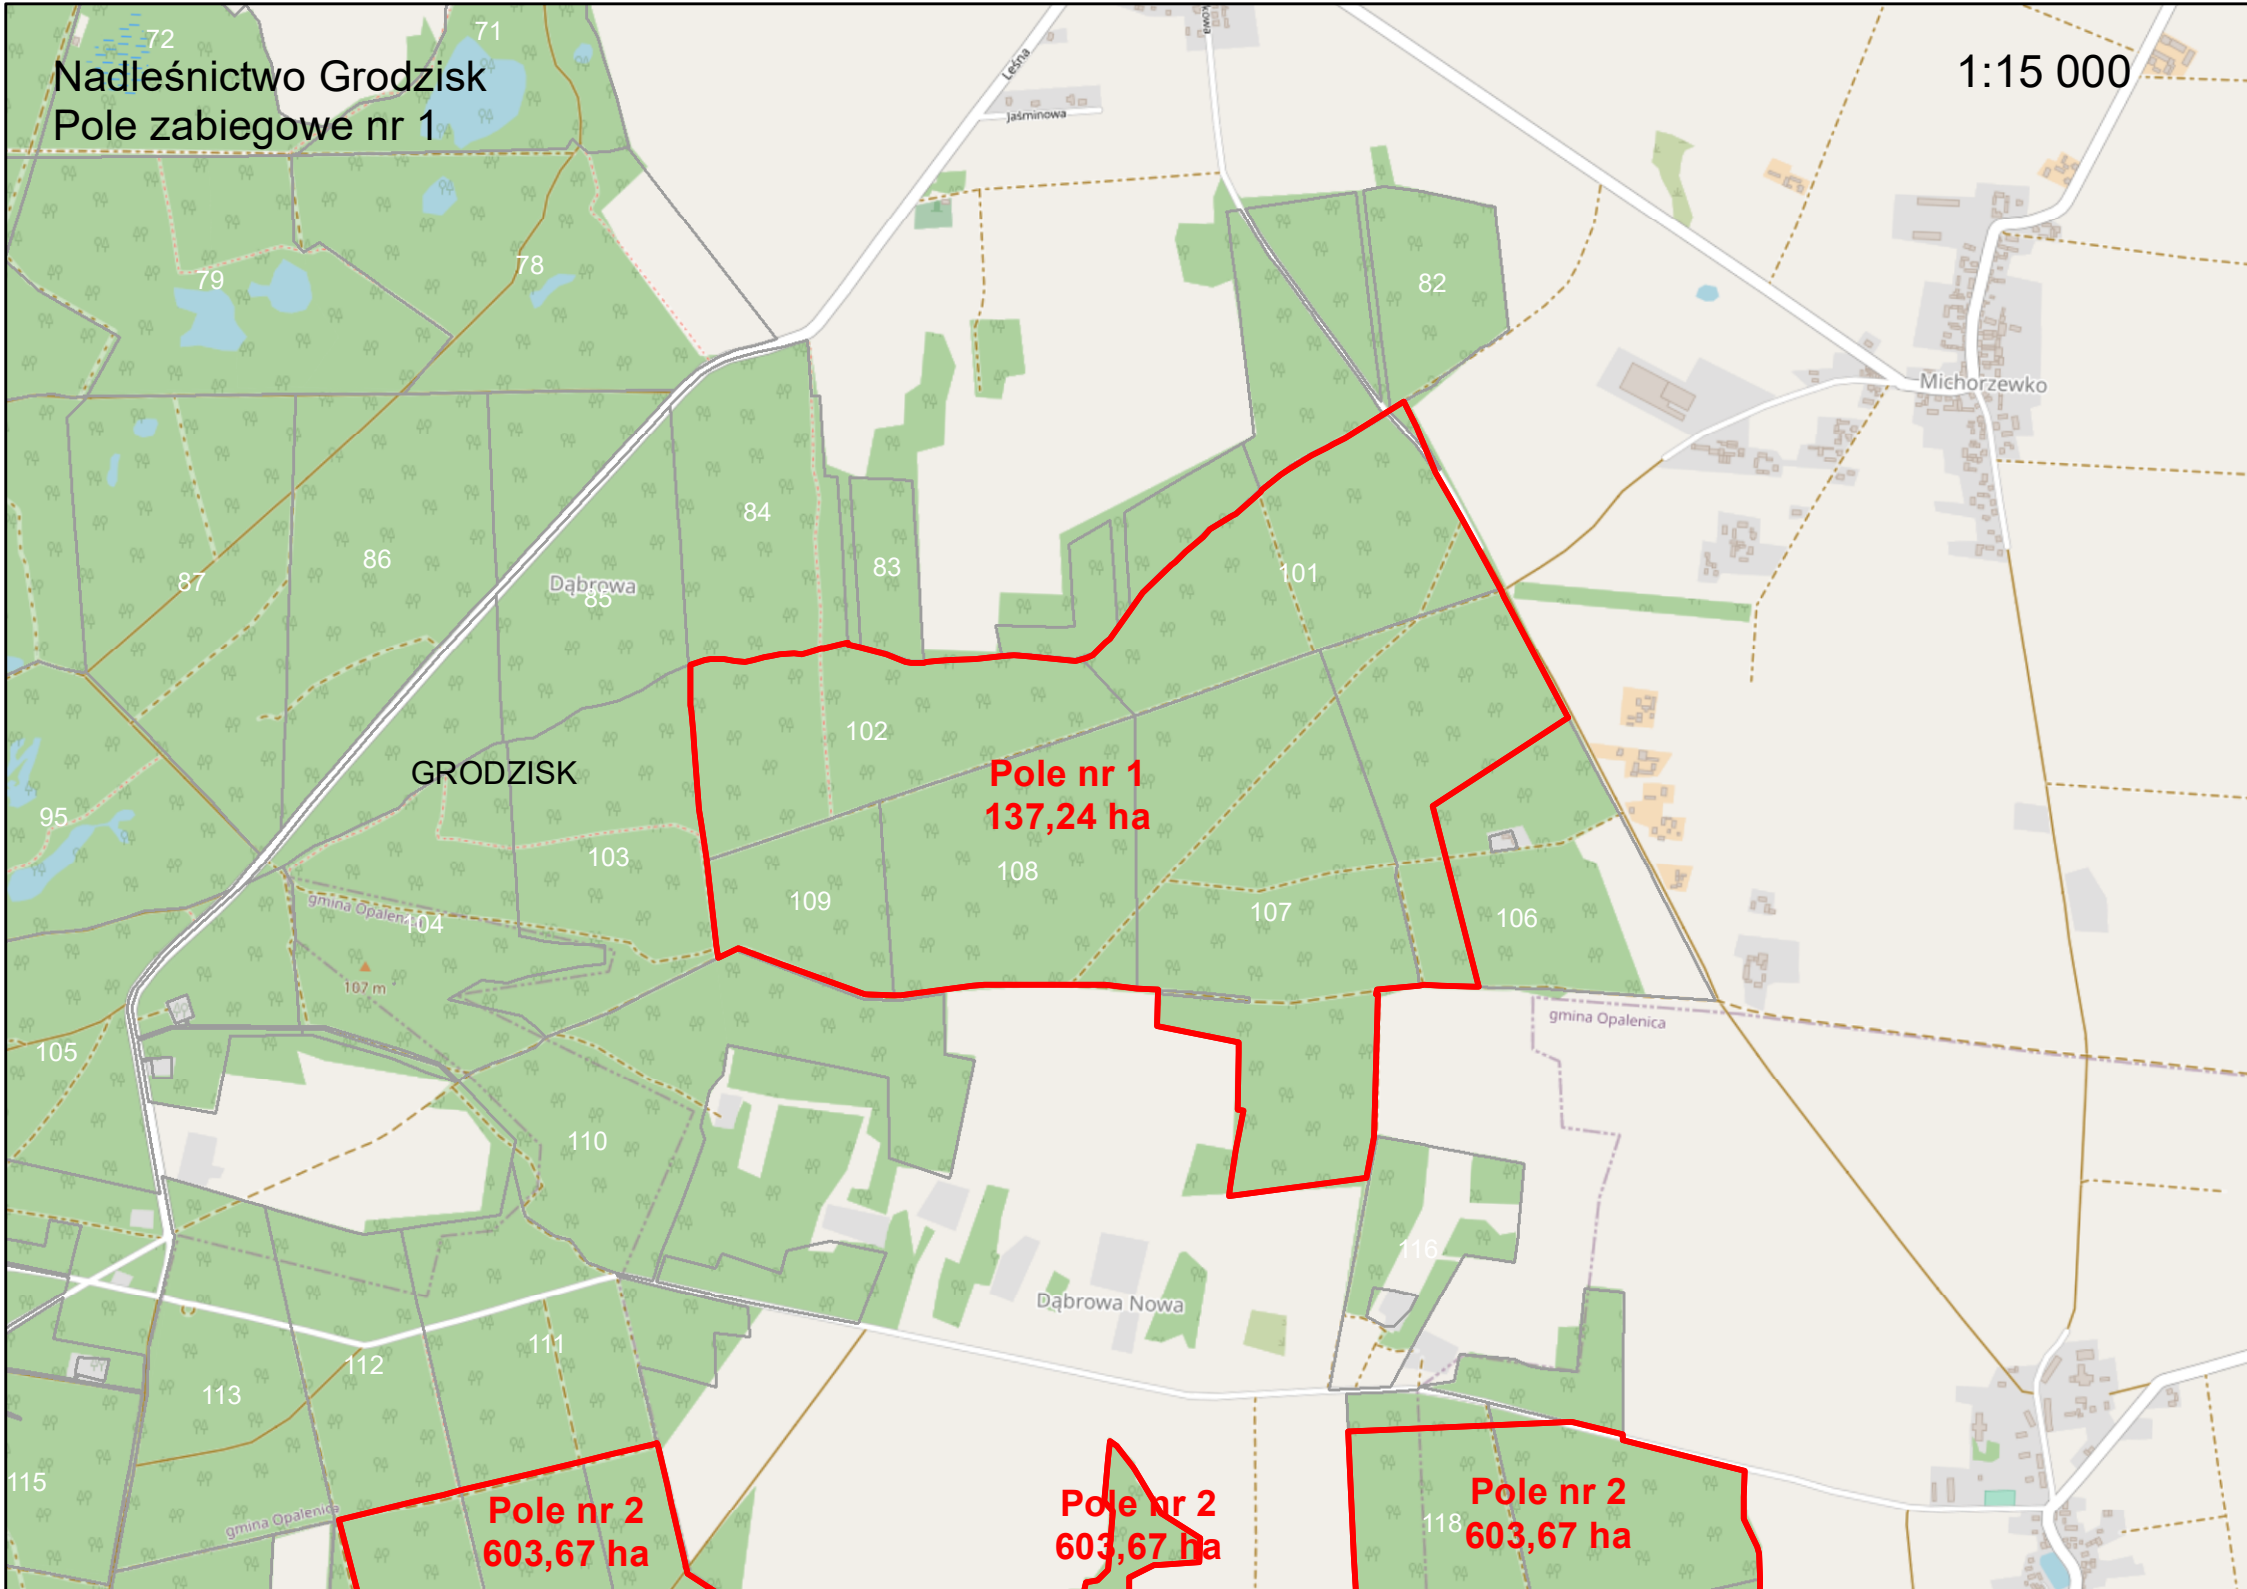 72
71
Nadleśnictwo Grodzisk
Pole zabiegowe nr 1
1:15 000
Leśna
Jaśminowa
79
78
82
Michorzewko
84
83
86
87
Dąbrowa
85
101
102
GRODZISK
Pole nr 1
137,24 ha
95
103
108
109
107
106
gmina Opalenica
104
107 m
gmina Opalenica
105
110
116
Dąbrowa Nowa
111
112
113
115
Pole nr 2
603,67 ha
Pole nr 2
603,67 ha
Pole nr 2
603,67 ha
118
gmina Opalenica